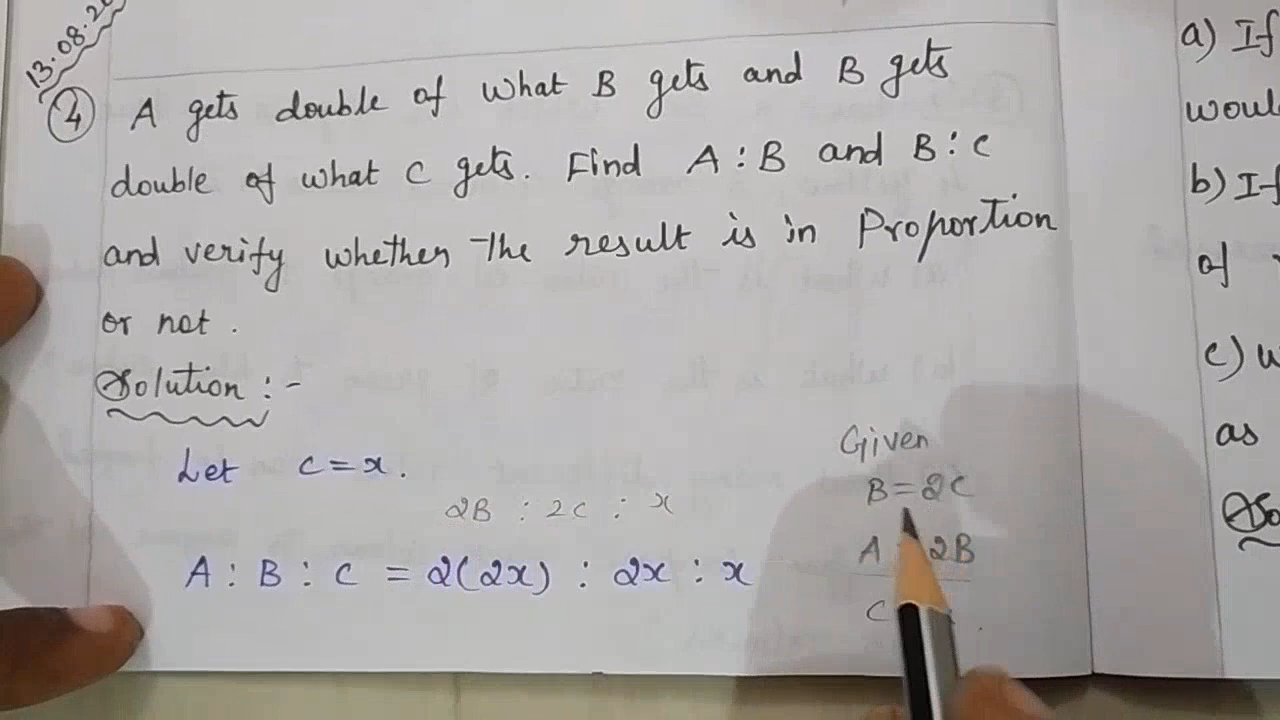 13.08.20
4 A gets double of what B gets and B gets
double of what C gets. Find A : B and B : C
and verify whether the result is in Proportion
or not.
Solution :-
Let C = x.
2B : 2C : x
A : B : C = 2(2x) : 2x : x
Given
B = 2C
A 2B
C
a) If
woul
b) If
of
c) W
as
So